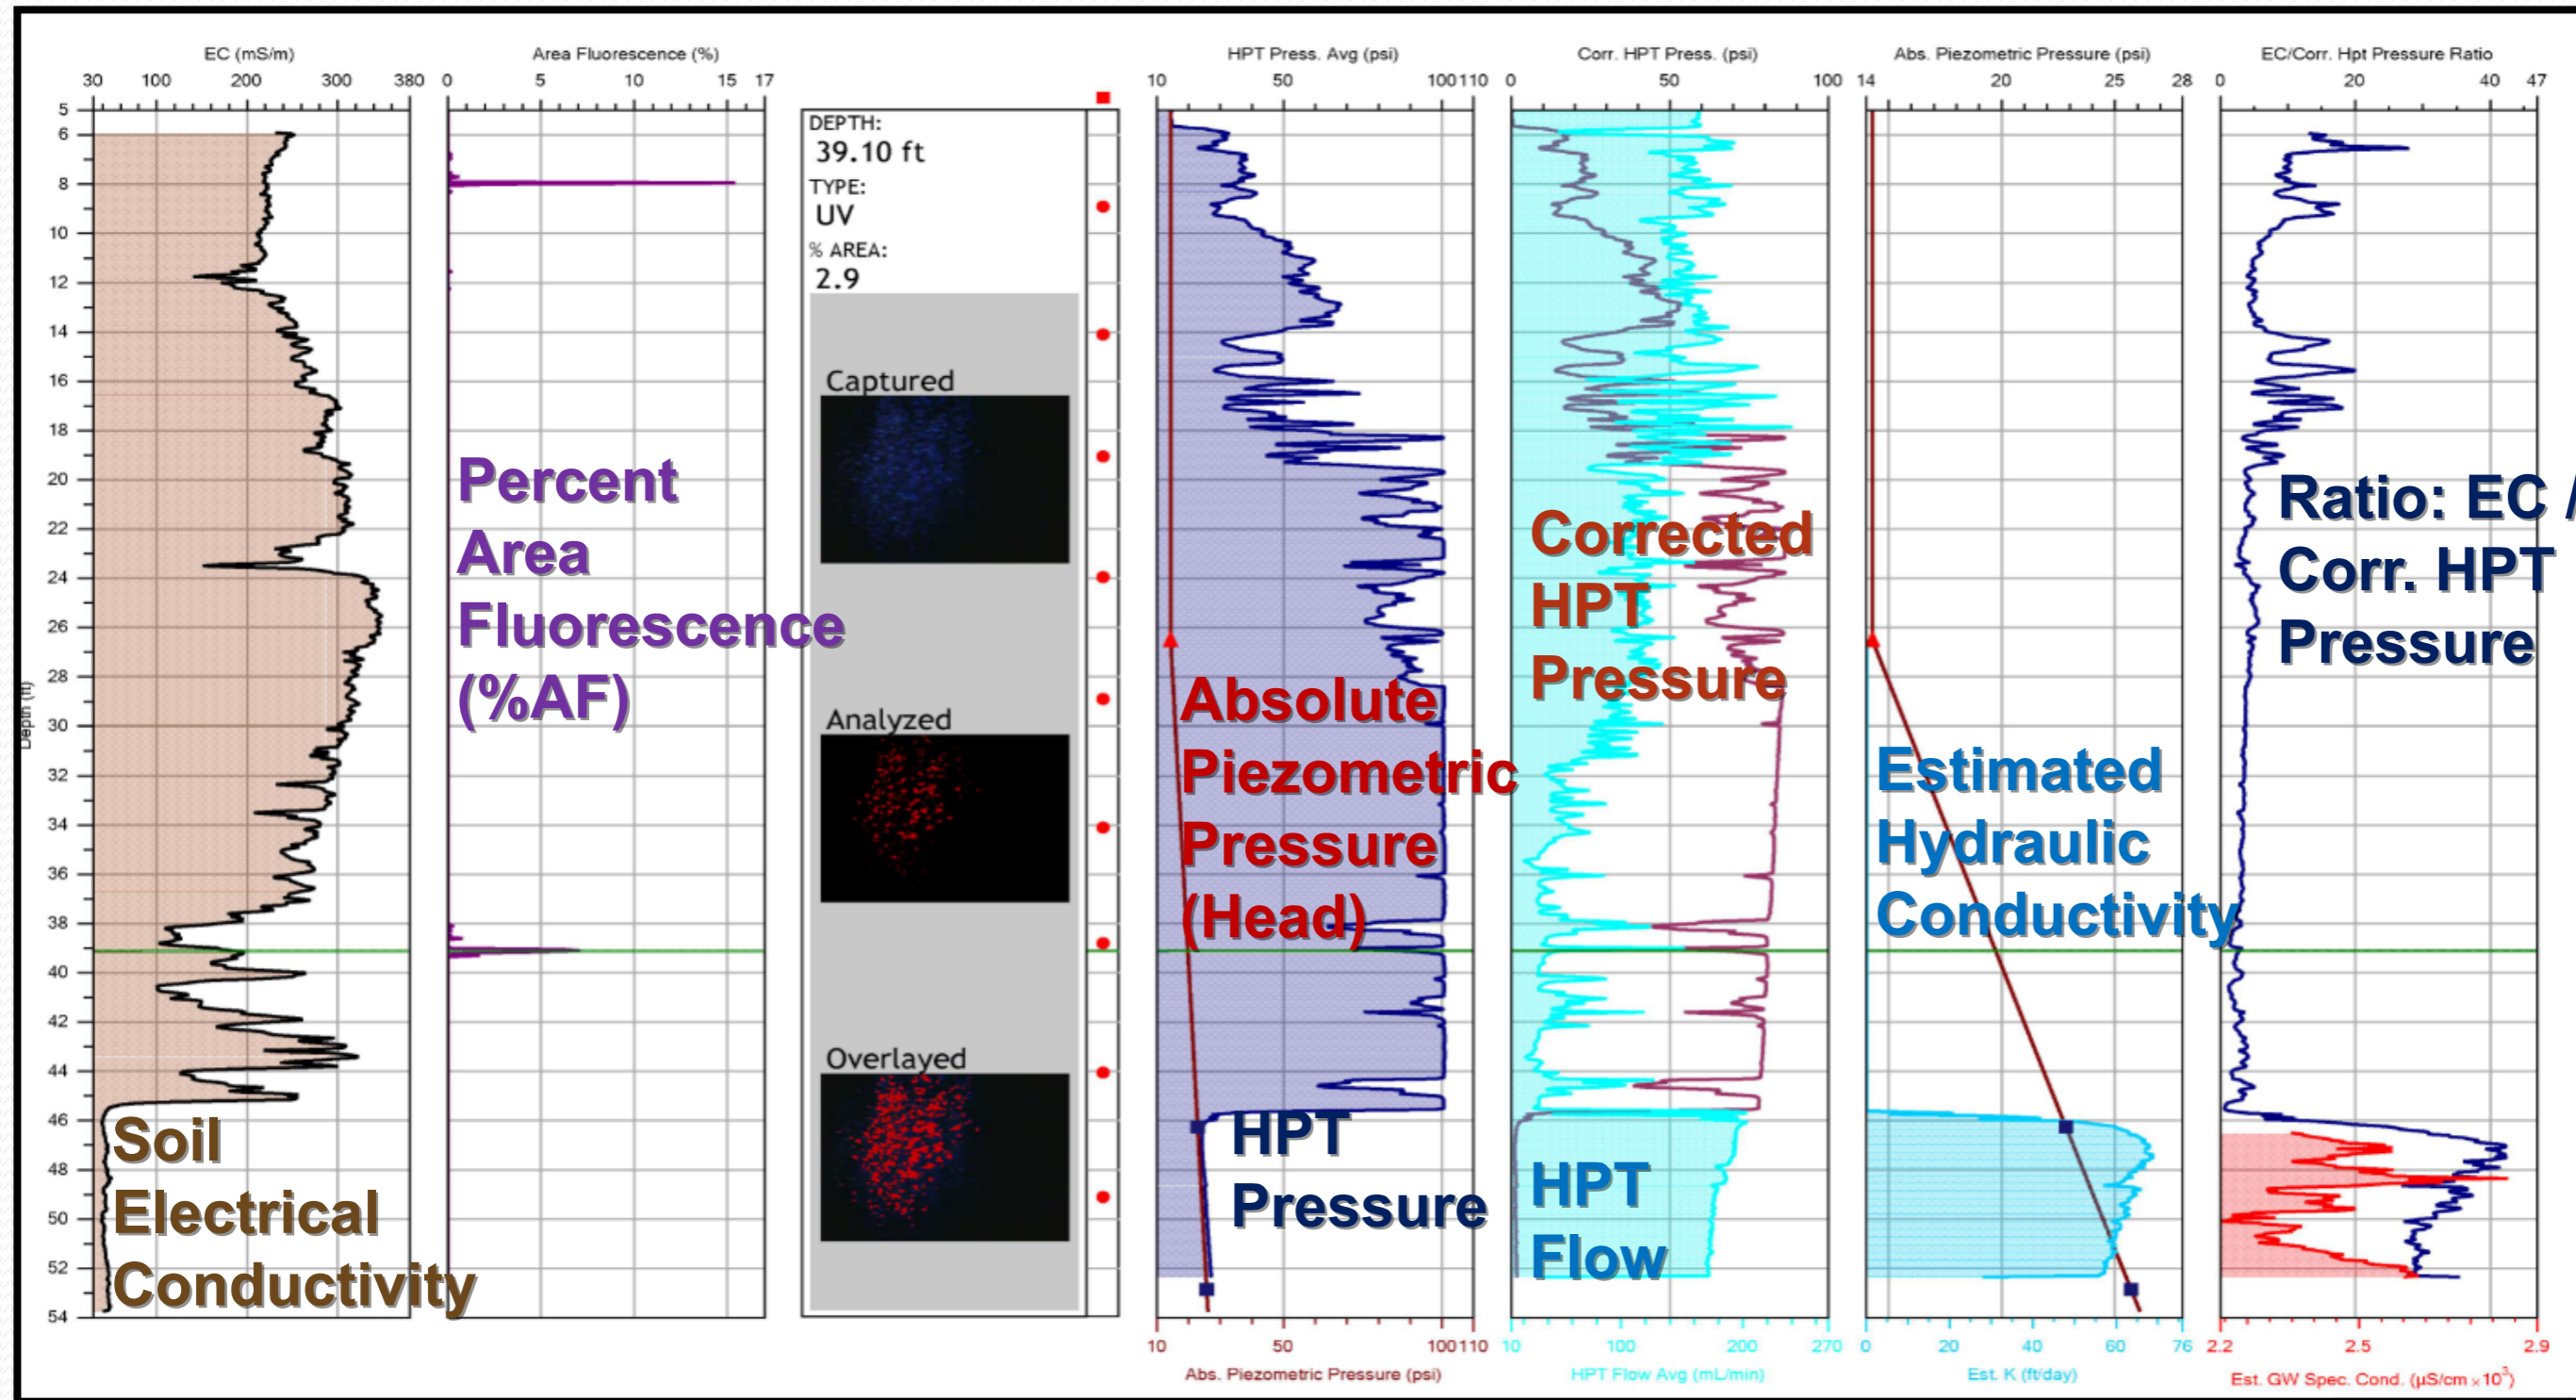 EC (mS/m)
30 100 200 300 380
Area Fluorescence (%)
0 5 10 15 17
HPT Press. Avg (psi)
10 50 100 110
Corr. HPT Press. (psi)
0 50 100
Abs. Piezometric Pressure (psi)
14 20 25 28
EC/Corr. Hpt Pressure Ratio
0 20 40 47
Depth (ft)
5
6
8
10
12
14
16
18
20
22
24
26
28
30
32
34
36
38
40
42
44
46
48
50
52
54
Soil
Electrical
Conductivity
Percent
Area
Fluorescence
(%AF)
DEPTH:
39.10 ft
TYPE:
UV
% AREA:
2.9
Captured
Analyzed
Overlayed
Absolute
Piezometric
Pressure
(Head)
HPT
Pressure
Corrected
HPT
Pressure
HPT
Flow
Estimated
Hydraulic
Conductivity
Ratio: EC /
Corr. HPT
Pressure
10 50 100 110
Abs. Piezometric Pressure (psi)
10 100 200 270
HPT Flow Avg (mL/min)
0 20 40 60 76
Est. K (ft/day)
2.2 2.5 2.9
Est. GW Spec. Cond. (µS/cm ×10³)